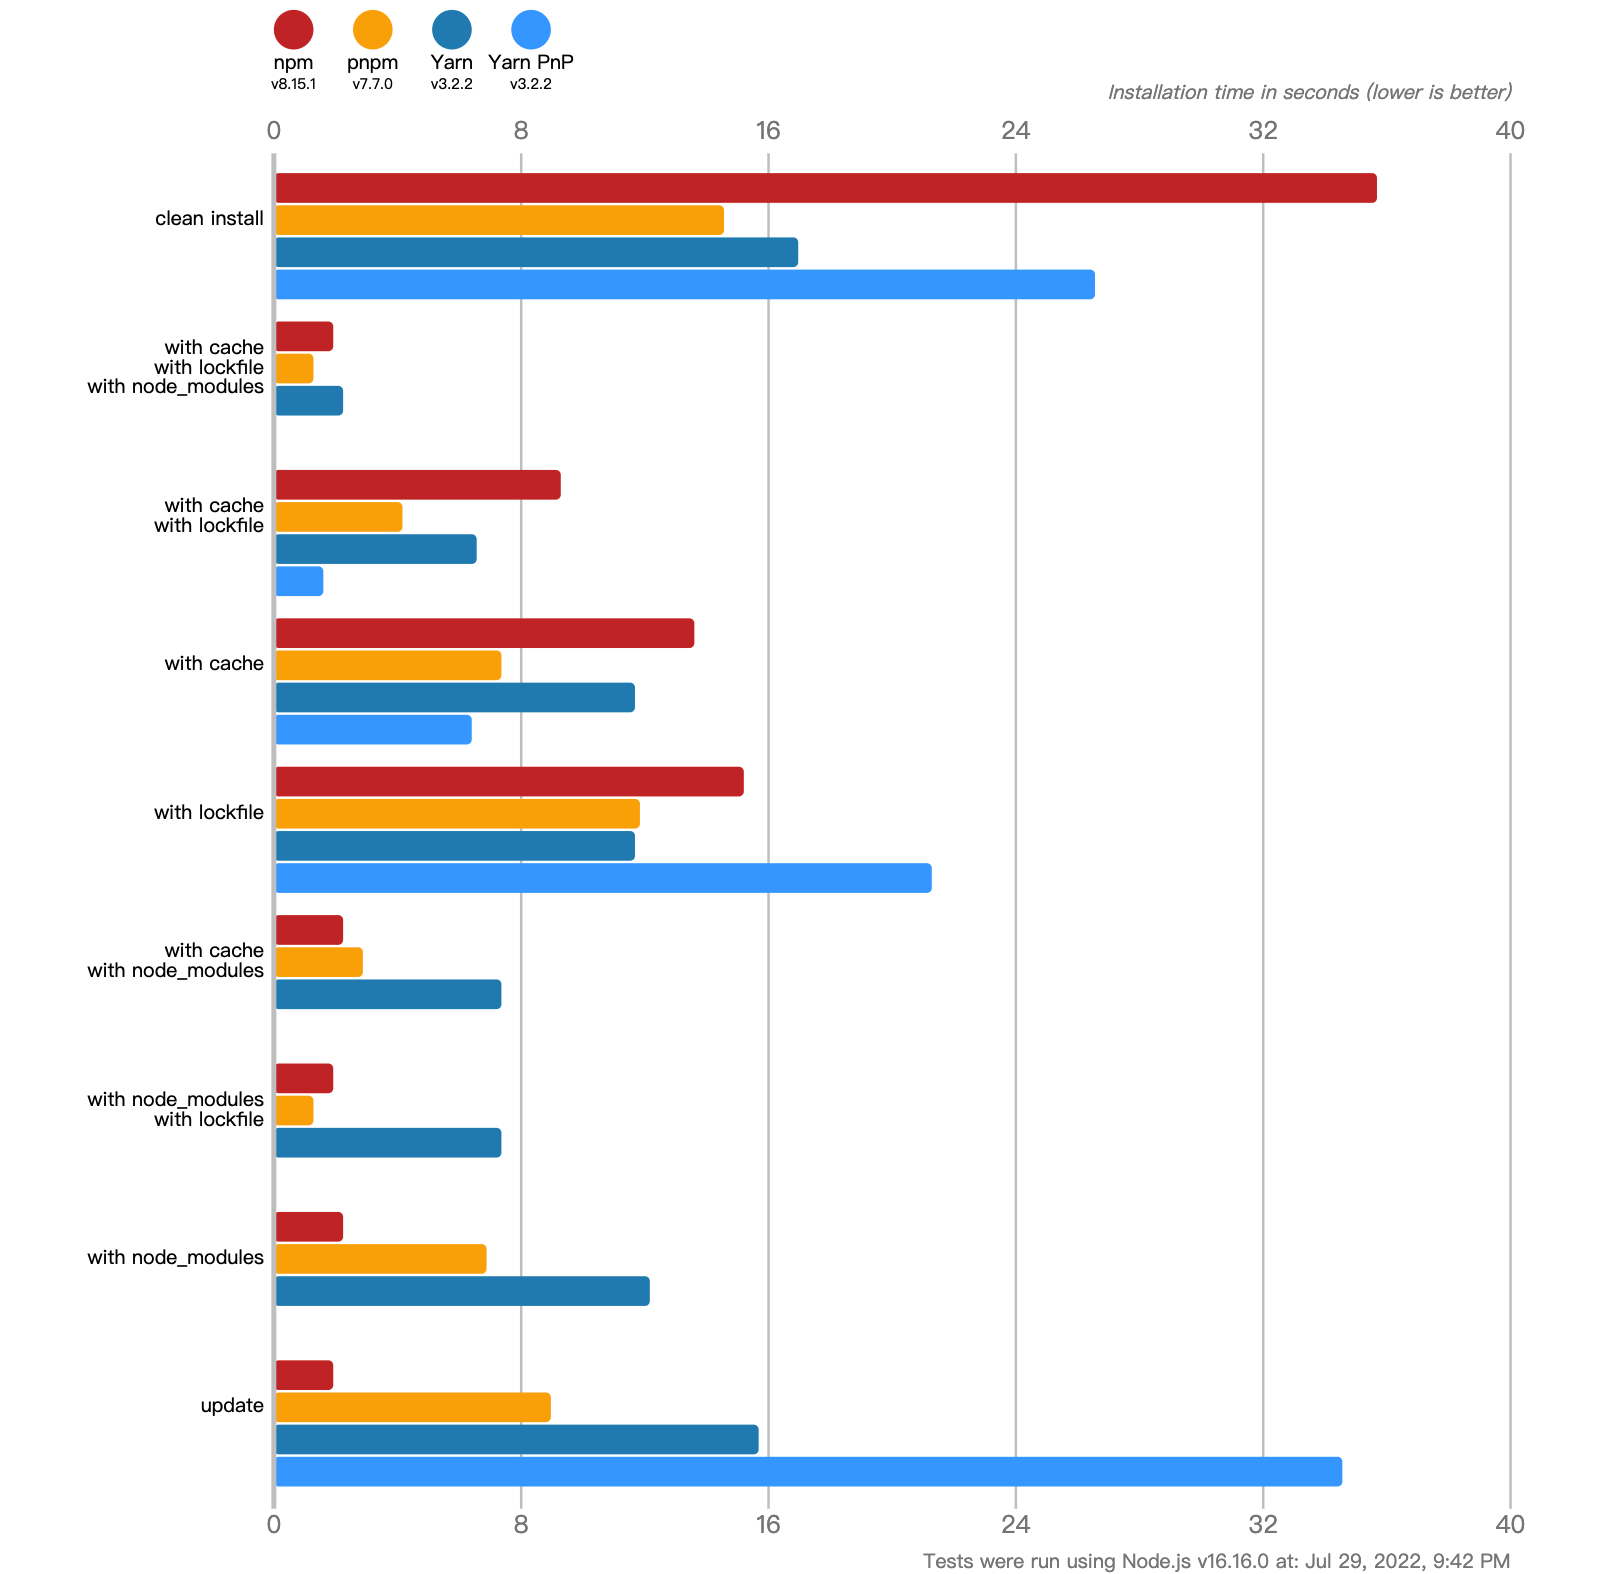 npm
pnpm
Yarn
Yarn PnP
v8.15.1
v7.7.0
v3.2.2
v3.2.2
Installation time in seconds (lower is better)
0
8
16
24
32
40
clean install
with cache
with lockfile
with node_modules
with cache
with lockfile
with cache
with lockfile
with cache
with node_modules
with node_modules
with lockfile
with node_modules
update
0
8
16
24
32
40
Tests were run using Node.js v16.16.0 at: Jul 29, 2022, 9:42 PM